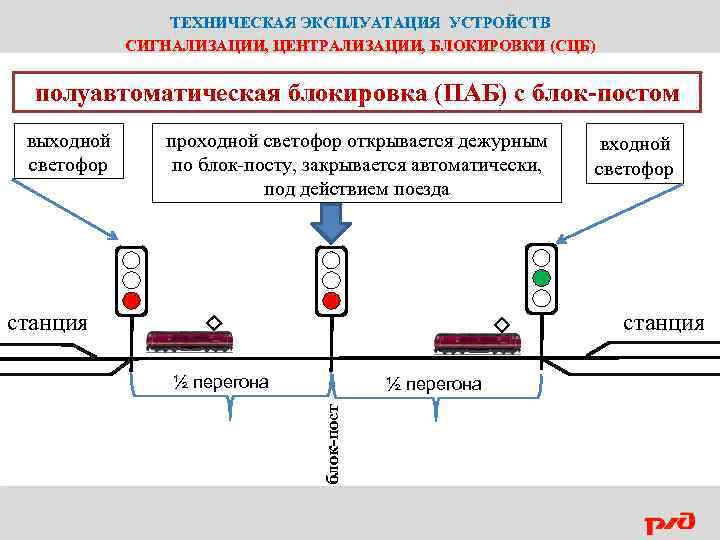 ТЕХНИЧЕСКАЯ ЭКСПЛУАТАЦИЯ УСТРОЙСТВ
СИГНАЛИЗАЦИИ, ЦЕНТРАЛИЗАЦИИ, БЛОКИРОВКИ (СЦБ)
полуавтоматическая блокировка (ПАБ) с блок-постом
выходной
светофор
проходной светофор открывается дежурным
по блок-посту, закрывается автоматически,
под действием поезда
входной
светофор
станция
станция
½ перегона
½ перегона
блок-пост
ржд